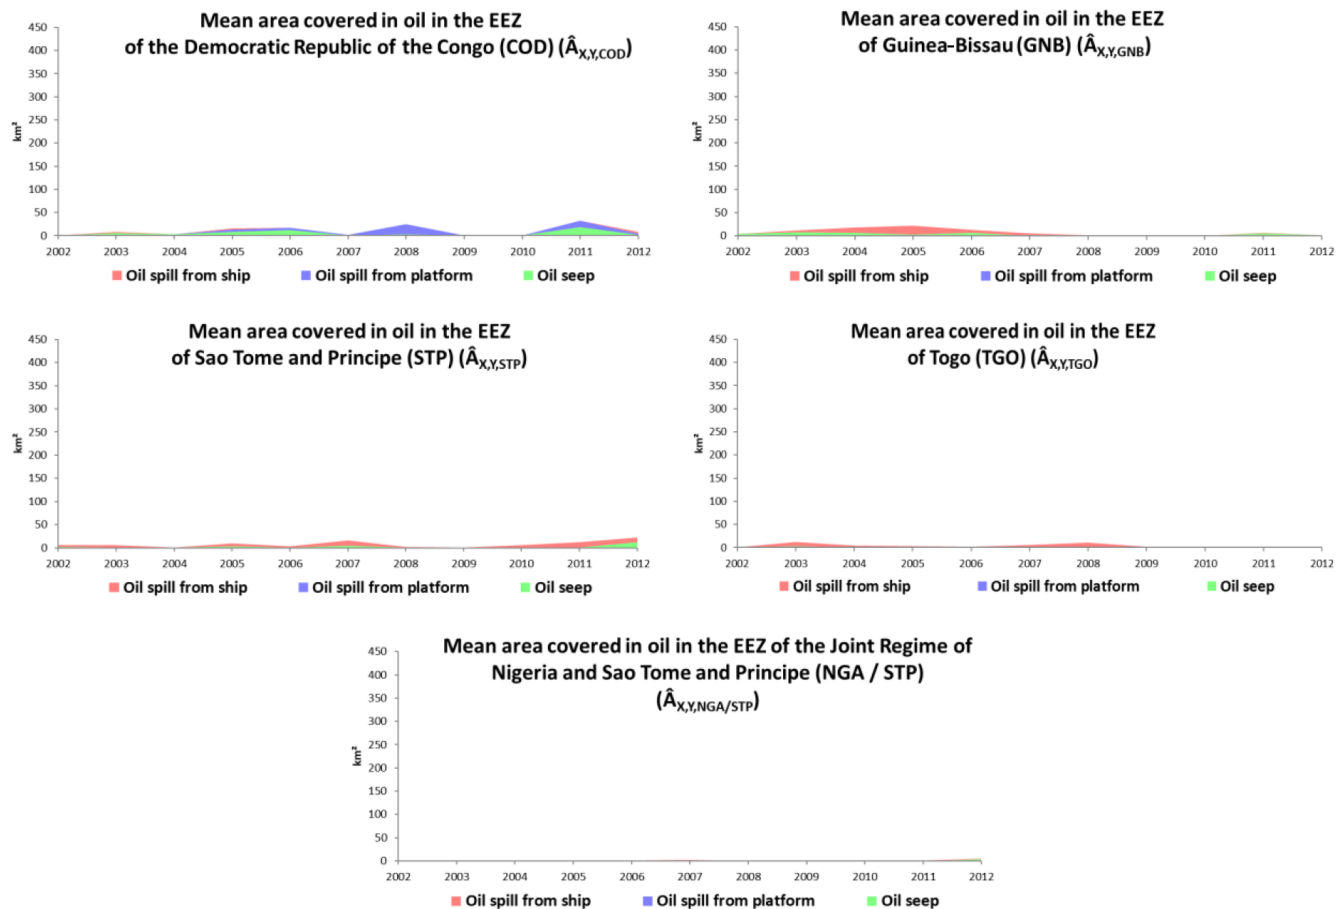 Mean area covered in oil in the EEZ
of the Democratic Republic of the Congo (COD) (Â_X,Y,COD)
450
400
350
300
250
200
150
100
50
0
km²
2002 2003 2004 2005 2006 2007 2008 2009 2010 2011 2012
Oil spill from ship Oil spill from platform Oil seep
Mean area covered in oil in the EEZ
of Guinea-Bissau (GNB) (Â_X,Y,GNB)
450
400
350
300
250
200
150
100
50
0
km²
2002 2003 2004 2005 2006 2007 2008 2009 2010 2011 2012
Oil spill from ship Oil spill from platform Oil seep
Mean area covered in oil in the EEZ
of Sao Tome and Principe (STP) (Â_X,Y,STP)
450
400
350
300
250
200
150
100
50
0
km²
2002 2003 2004 2005 2006 2007 2008 2009 2010 2011 2012
Oil spill from ship Oil spill from platform Oil seep
Mean area covered in oil in the EEZ
of Togo (TGO) (Â_X,Y,TGO)
450
400
350
300
250
200
150
100
50
0
km²
2002 2003 2004 2005 2006 2007 2008 2009 2010 2011 2012
Oil spill from ship Oil spill from platform Oil seep
Mean area covered in oil in the EEZ of the Joint Regime of
Nigeria and Sao Tome and Principe (NGA / STP)
(Â_X,Y,NGA/STP)
450
400
350
300
250
200
150
100
50
0
km²
2002 2003 2004 2005 2006 2007 2008 2009 2010 2011 2012
Oil spill from ship Oil spill from platform Oil seep